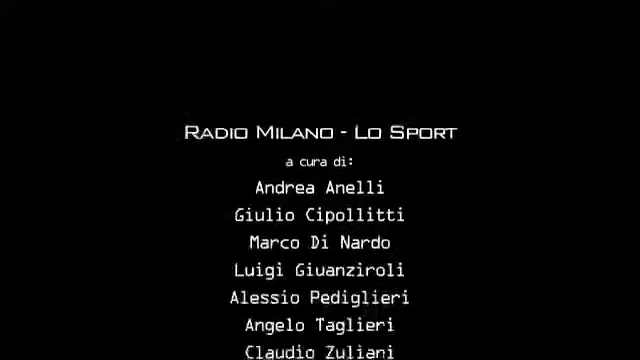 Radio Milano - Lo Sport
a cura di:
Andrea Anelli
Giulio Cipollitti
Marco Di Nardo
Luigi Giuanziroli
Alessio Pediglieri
Angelo Taglieri
Claudio Zuliani